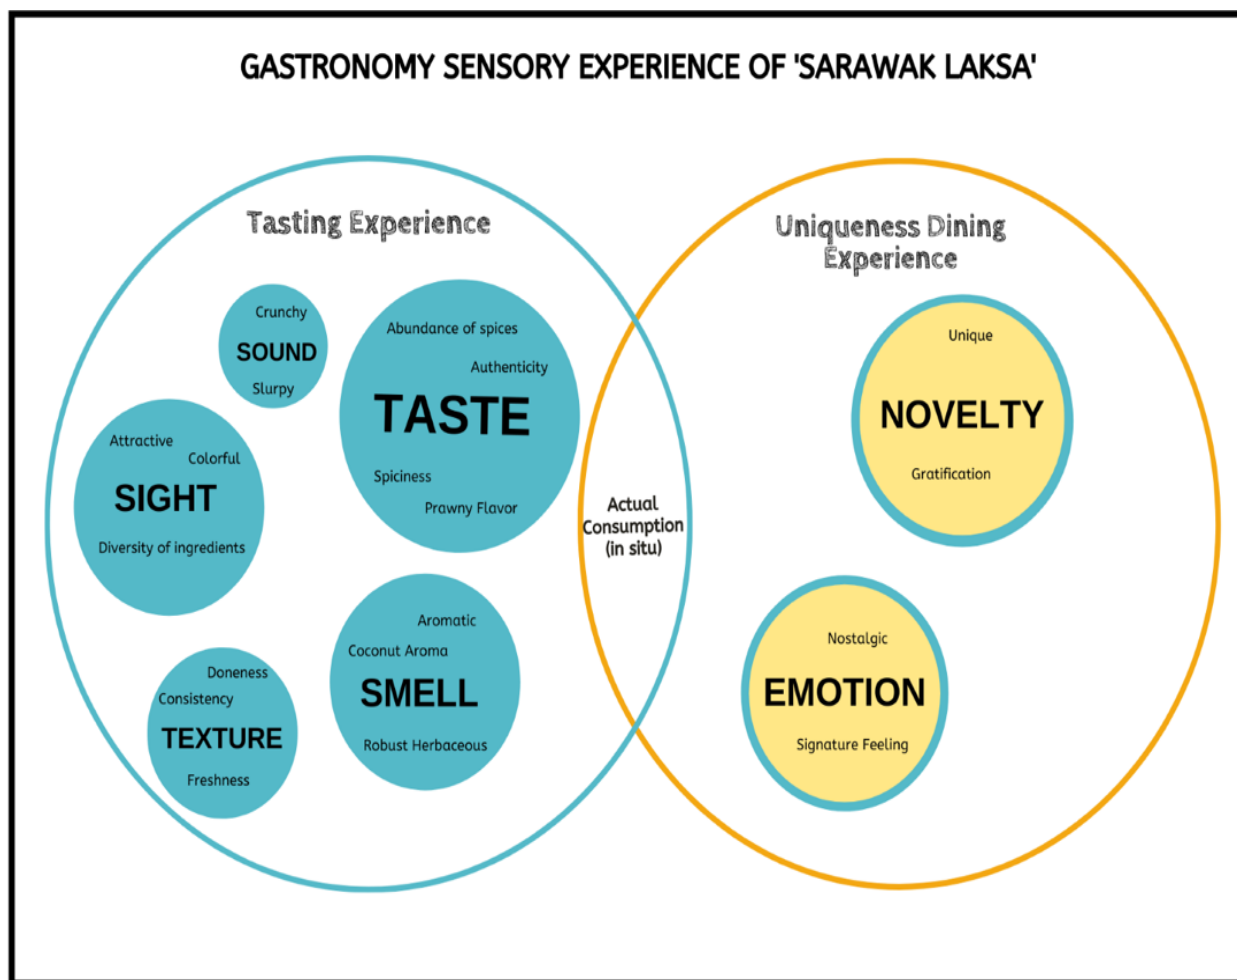 GASTRONOMY SENSORY EXPERIENCE OF 'SARAWAK LAKSA'
Tasting Experience
Crunchy
SOUND
Slurpy
Abundance of spices
Authenticity
TASTE
Spiciness
Prawny Flavor
Attractive
Colorful
SIGHT
Diversity of ingredients
Aromatic
Coconut Aroma
SMELL
Robust Herbaceous
Doneness
Consistency
TEXTURE
Freshness
Actual
Consumption
(in situ)
Uniqueness Dining
Experience
Unique
NOVELTY
Gratification
Nostalgic
EMOTION
Signature Feeling